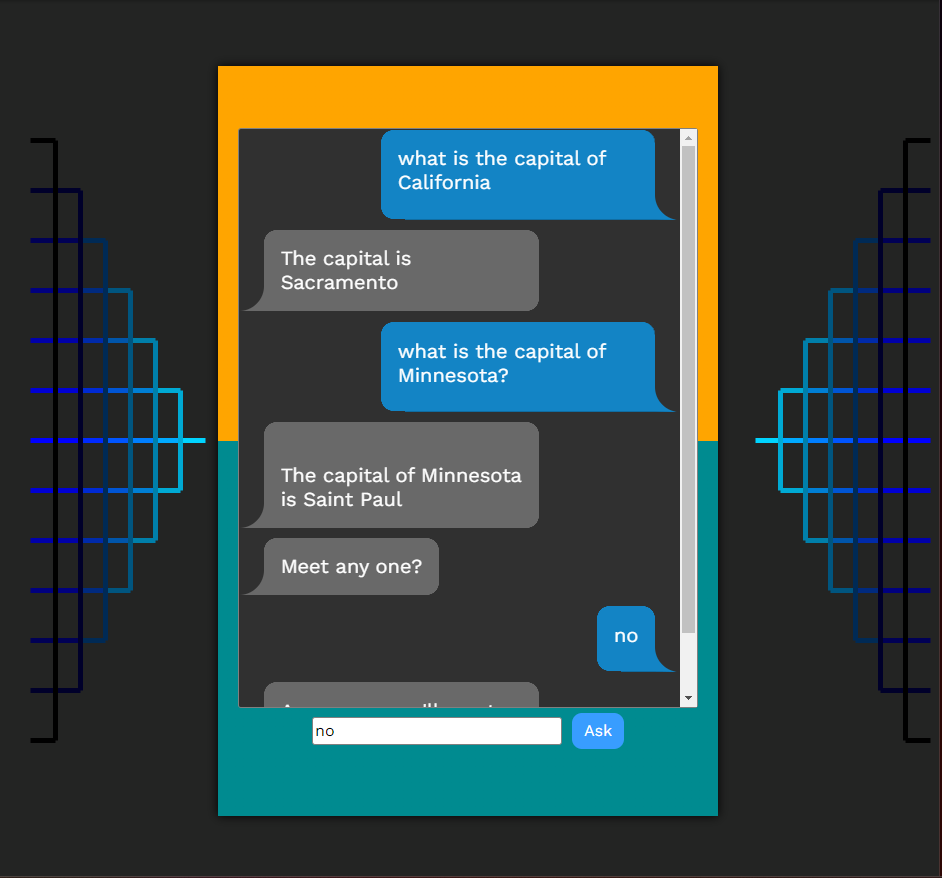 what is the capital of
California
The capital is
Sacramento
what is the capital of
Minnesota?
The capital of Minnesota
is Saint Paul
Meet any one?
no
no
Ask